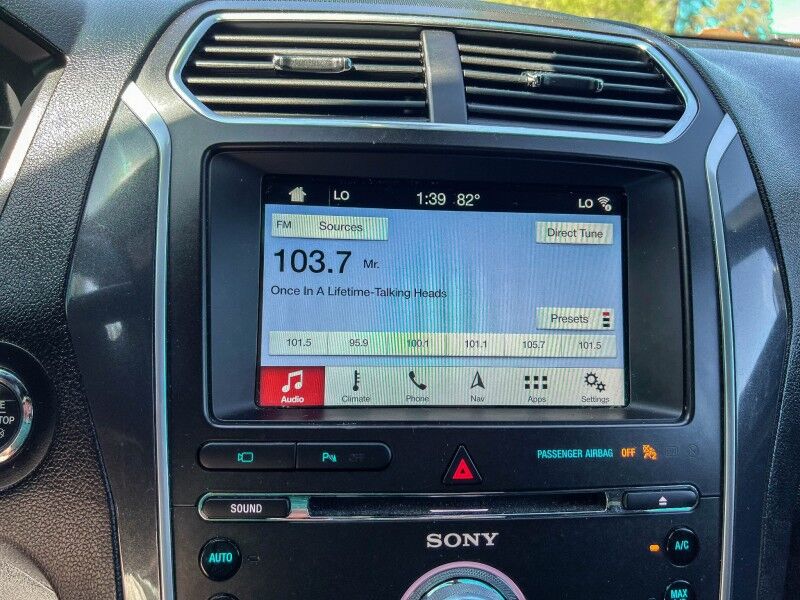 LO 1:39 82° LO
FM Sources
Direct Tune
103.7 Mr.
Once In A Lifetime-Talking Heads
Presets
101.5 95.9 100.1 101.1 105.7 101.5
Audio Climate Phone Nav Apps Settings
P OFF
PASSENGER AIRBAG OFF
TOP
SOUND
SONY
AUTO
A/C
MAX